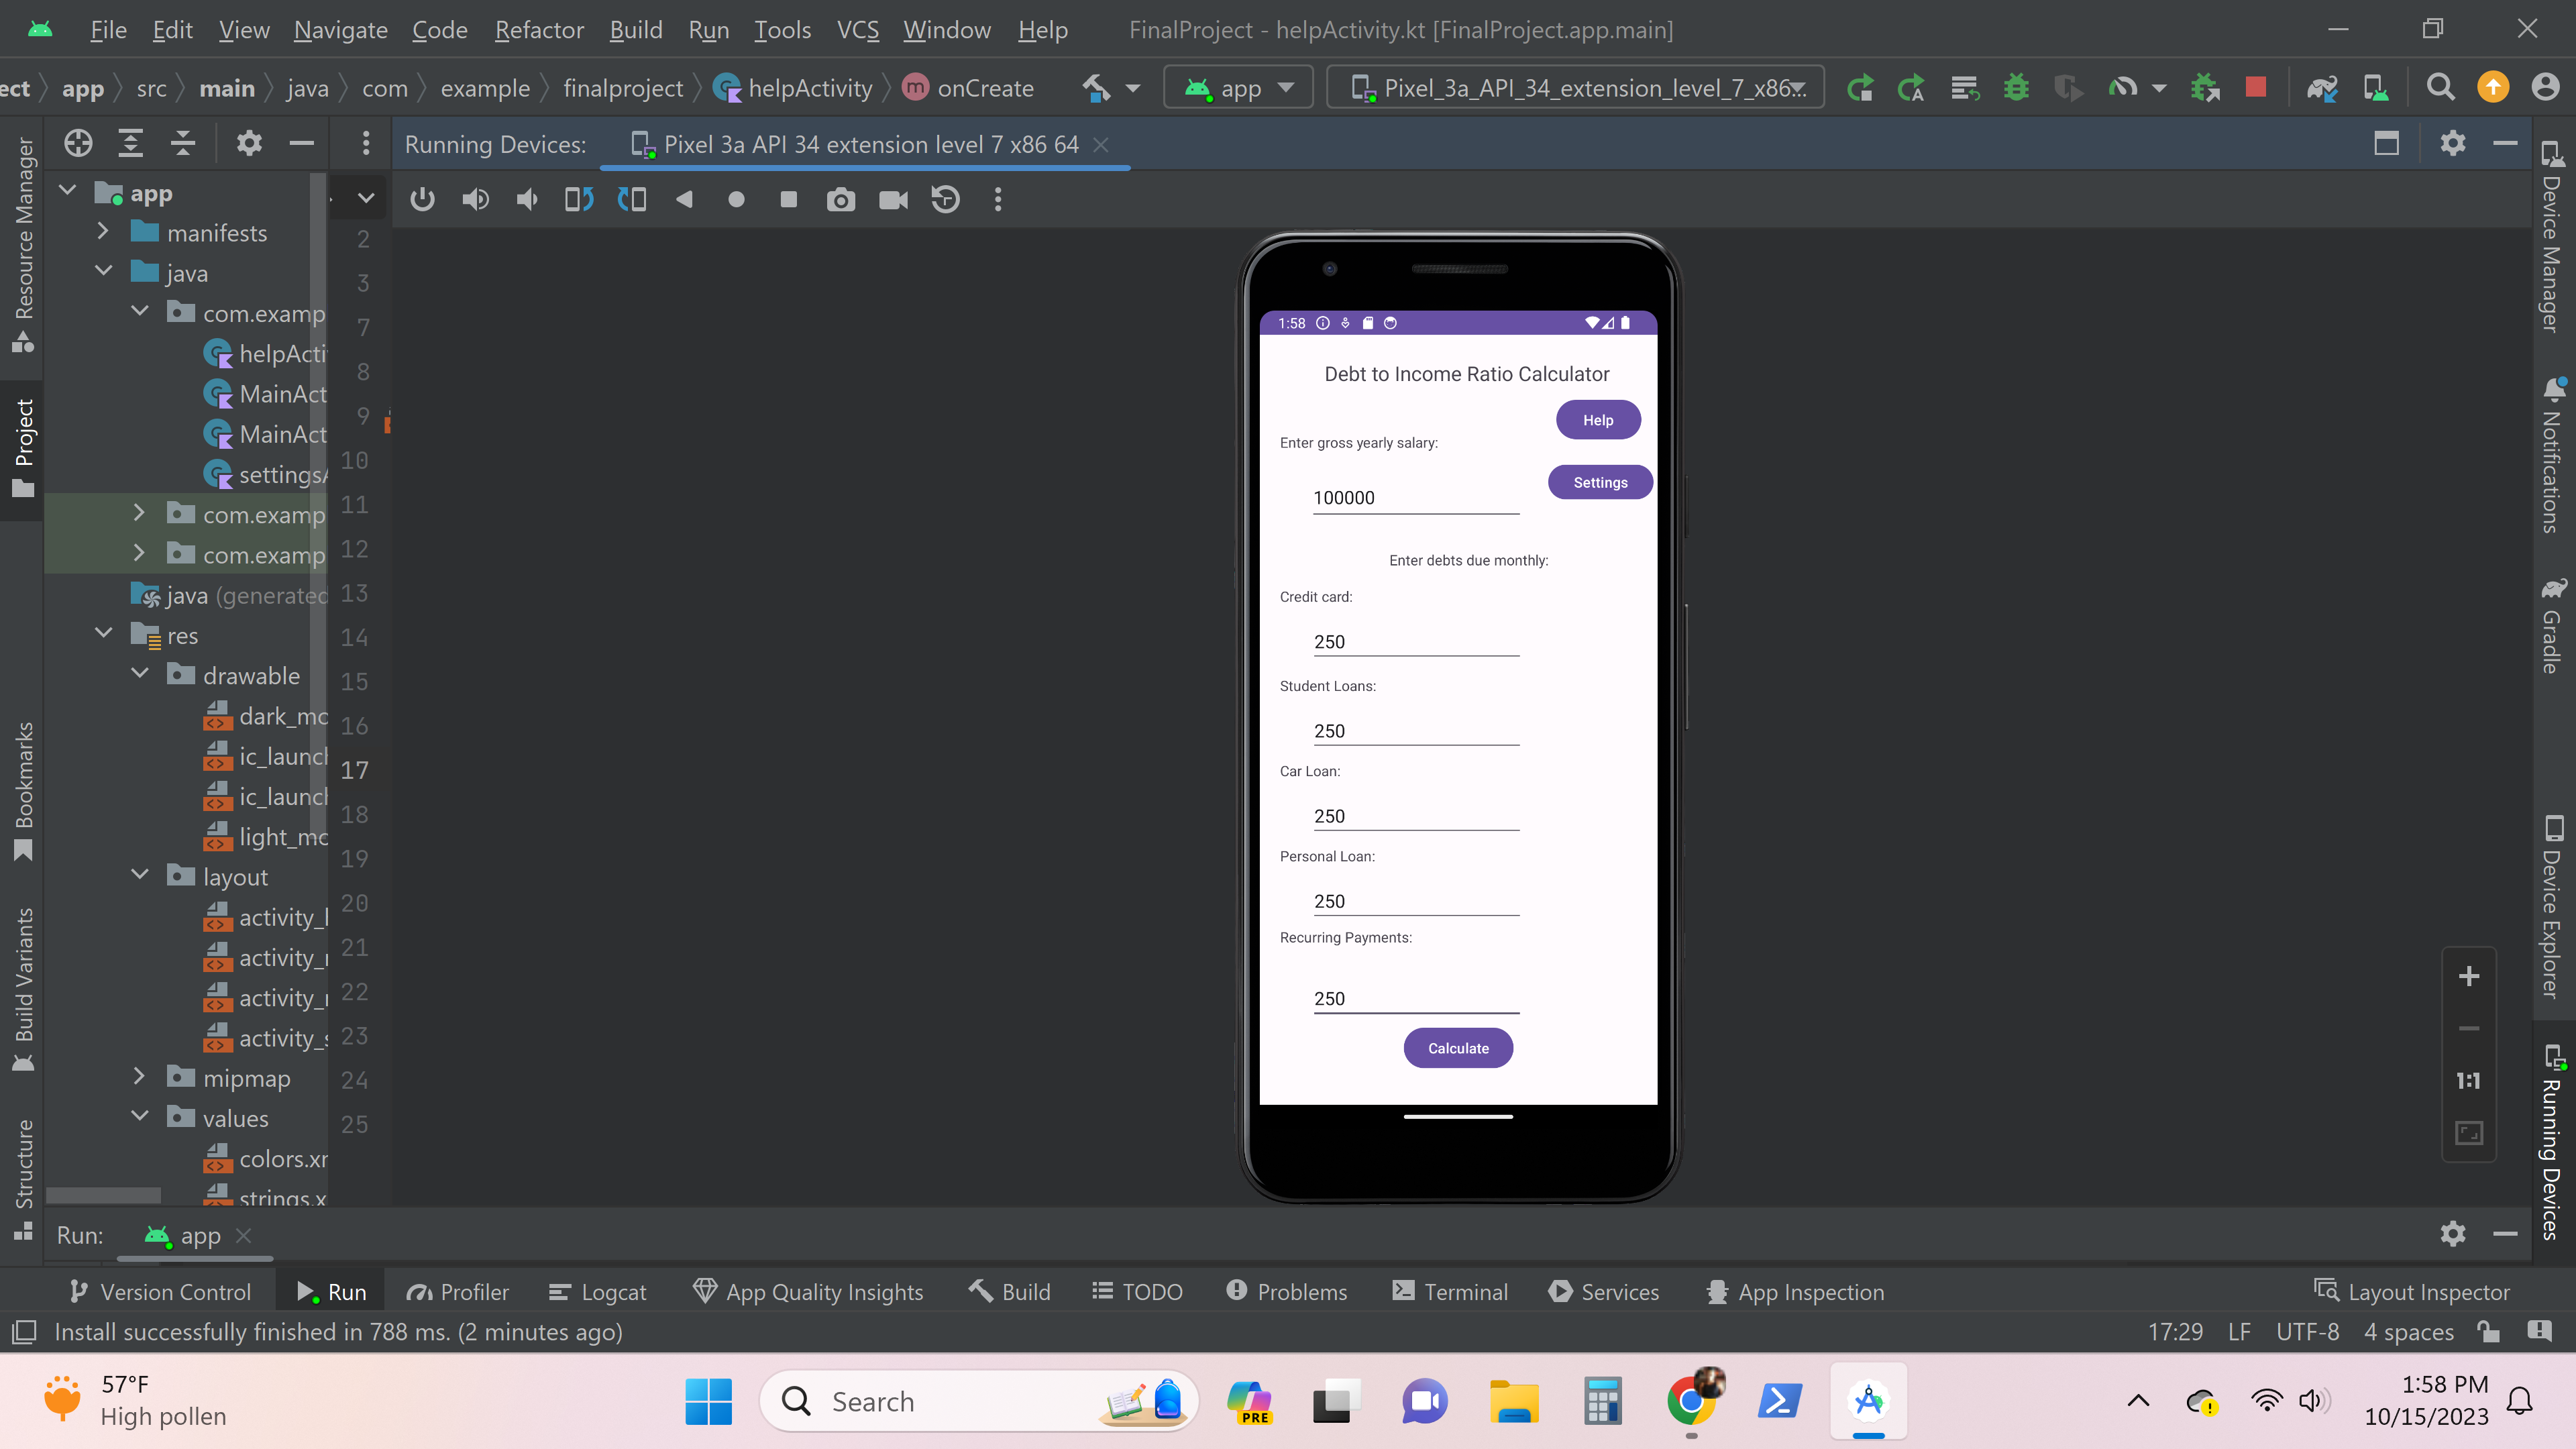 File Edit View Navigate Code Refactor Build Run Tools VCS Window Help FinalProject - helpActivity.kt [FinalProject.app.main]
ect app src main java com example finalproject helpActivity m onCreate app Pixel_3a_API_34_extension_level_7_x86...
Running Devices: Pixel 3a API 34 extension level 7 x86 64
Resource Manager
Project
Bookmarks
Build Variants
Structure
app
manifests
java
com.examp
helpActi
MainAct
MainAct
settingsA
com.examp
com.examp
java (generated
res
drawable
dark_mo
ic_launch
ic_launch
light_mo
layout
activity_h
activity_r
activity_r
activity_s
mipmap
values
colors.xr
strings.x
2
3
7
8
9
10
11
12
13
14
15
16
17
18
19
20
21
22
23
24
25
1:58
Debt to Income Ratio Calculator
Help
Enter gross yearly salary:
Settings
100000
Enter debts due monthly:
Credit card:
250
Student Loans:
250
Car Loan:
250
Personal Loan:
250
Recurring Payments:
250
Calculate
1:1
Device Manager
Notifications
Gradle
Device Explorer
Running Devices
Run: app
Version Control Run Profiler Logcat App Quality Insights Build TODO Problems Terminal Services App Inspection Layout Inspector
Install successfully finished in 788 ms. (2 minutes ago) 17:29 LF UTF-8 4 spaces
57°F
High pollen
Search
PRE
1:58 PM
10/15/2023